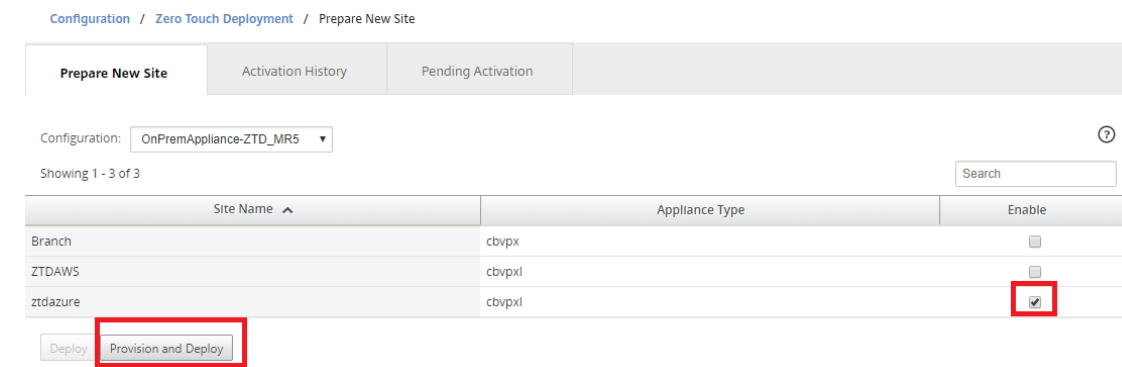 Configuration / Zero Touch Deployment / Prepare New Site
Prepare New Site Activation History Pending Activation
Configuration: OnPremAppliance-ZTD_MR5
Showing 1 - 3 of 3 Search
Site Name Appliance Type Enable
Branch cbvpx
ZTDAWS cbvpxl
ztdazure cbvpxl
Deploy Provision and Deploy